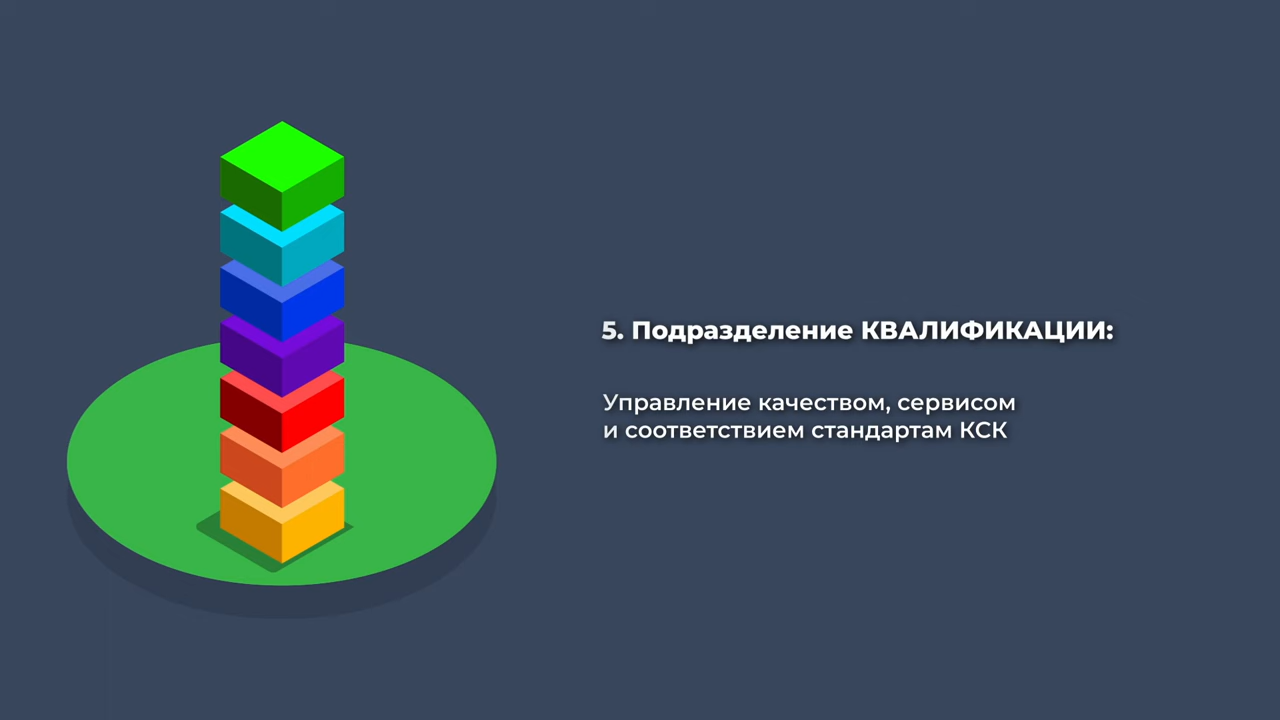 5. Подразделение КВАЛИФИКАЦИИ:
Управление качеством, сервисом
и соответствием стандартам КСК